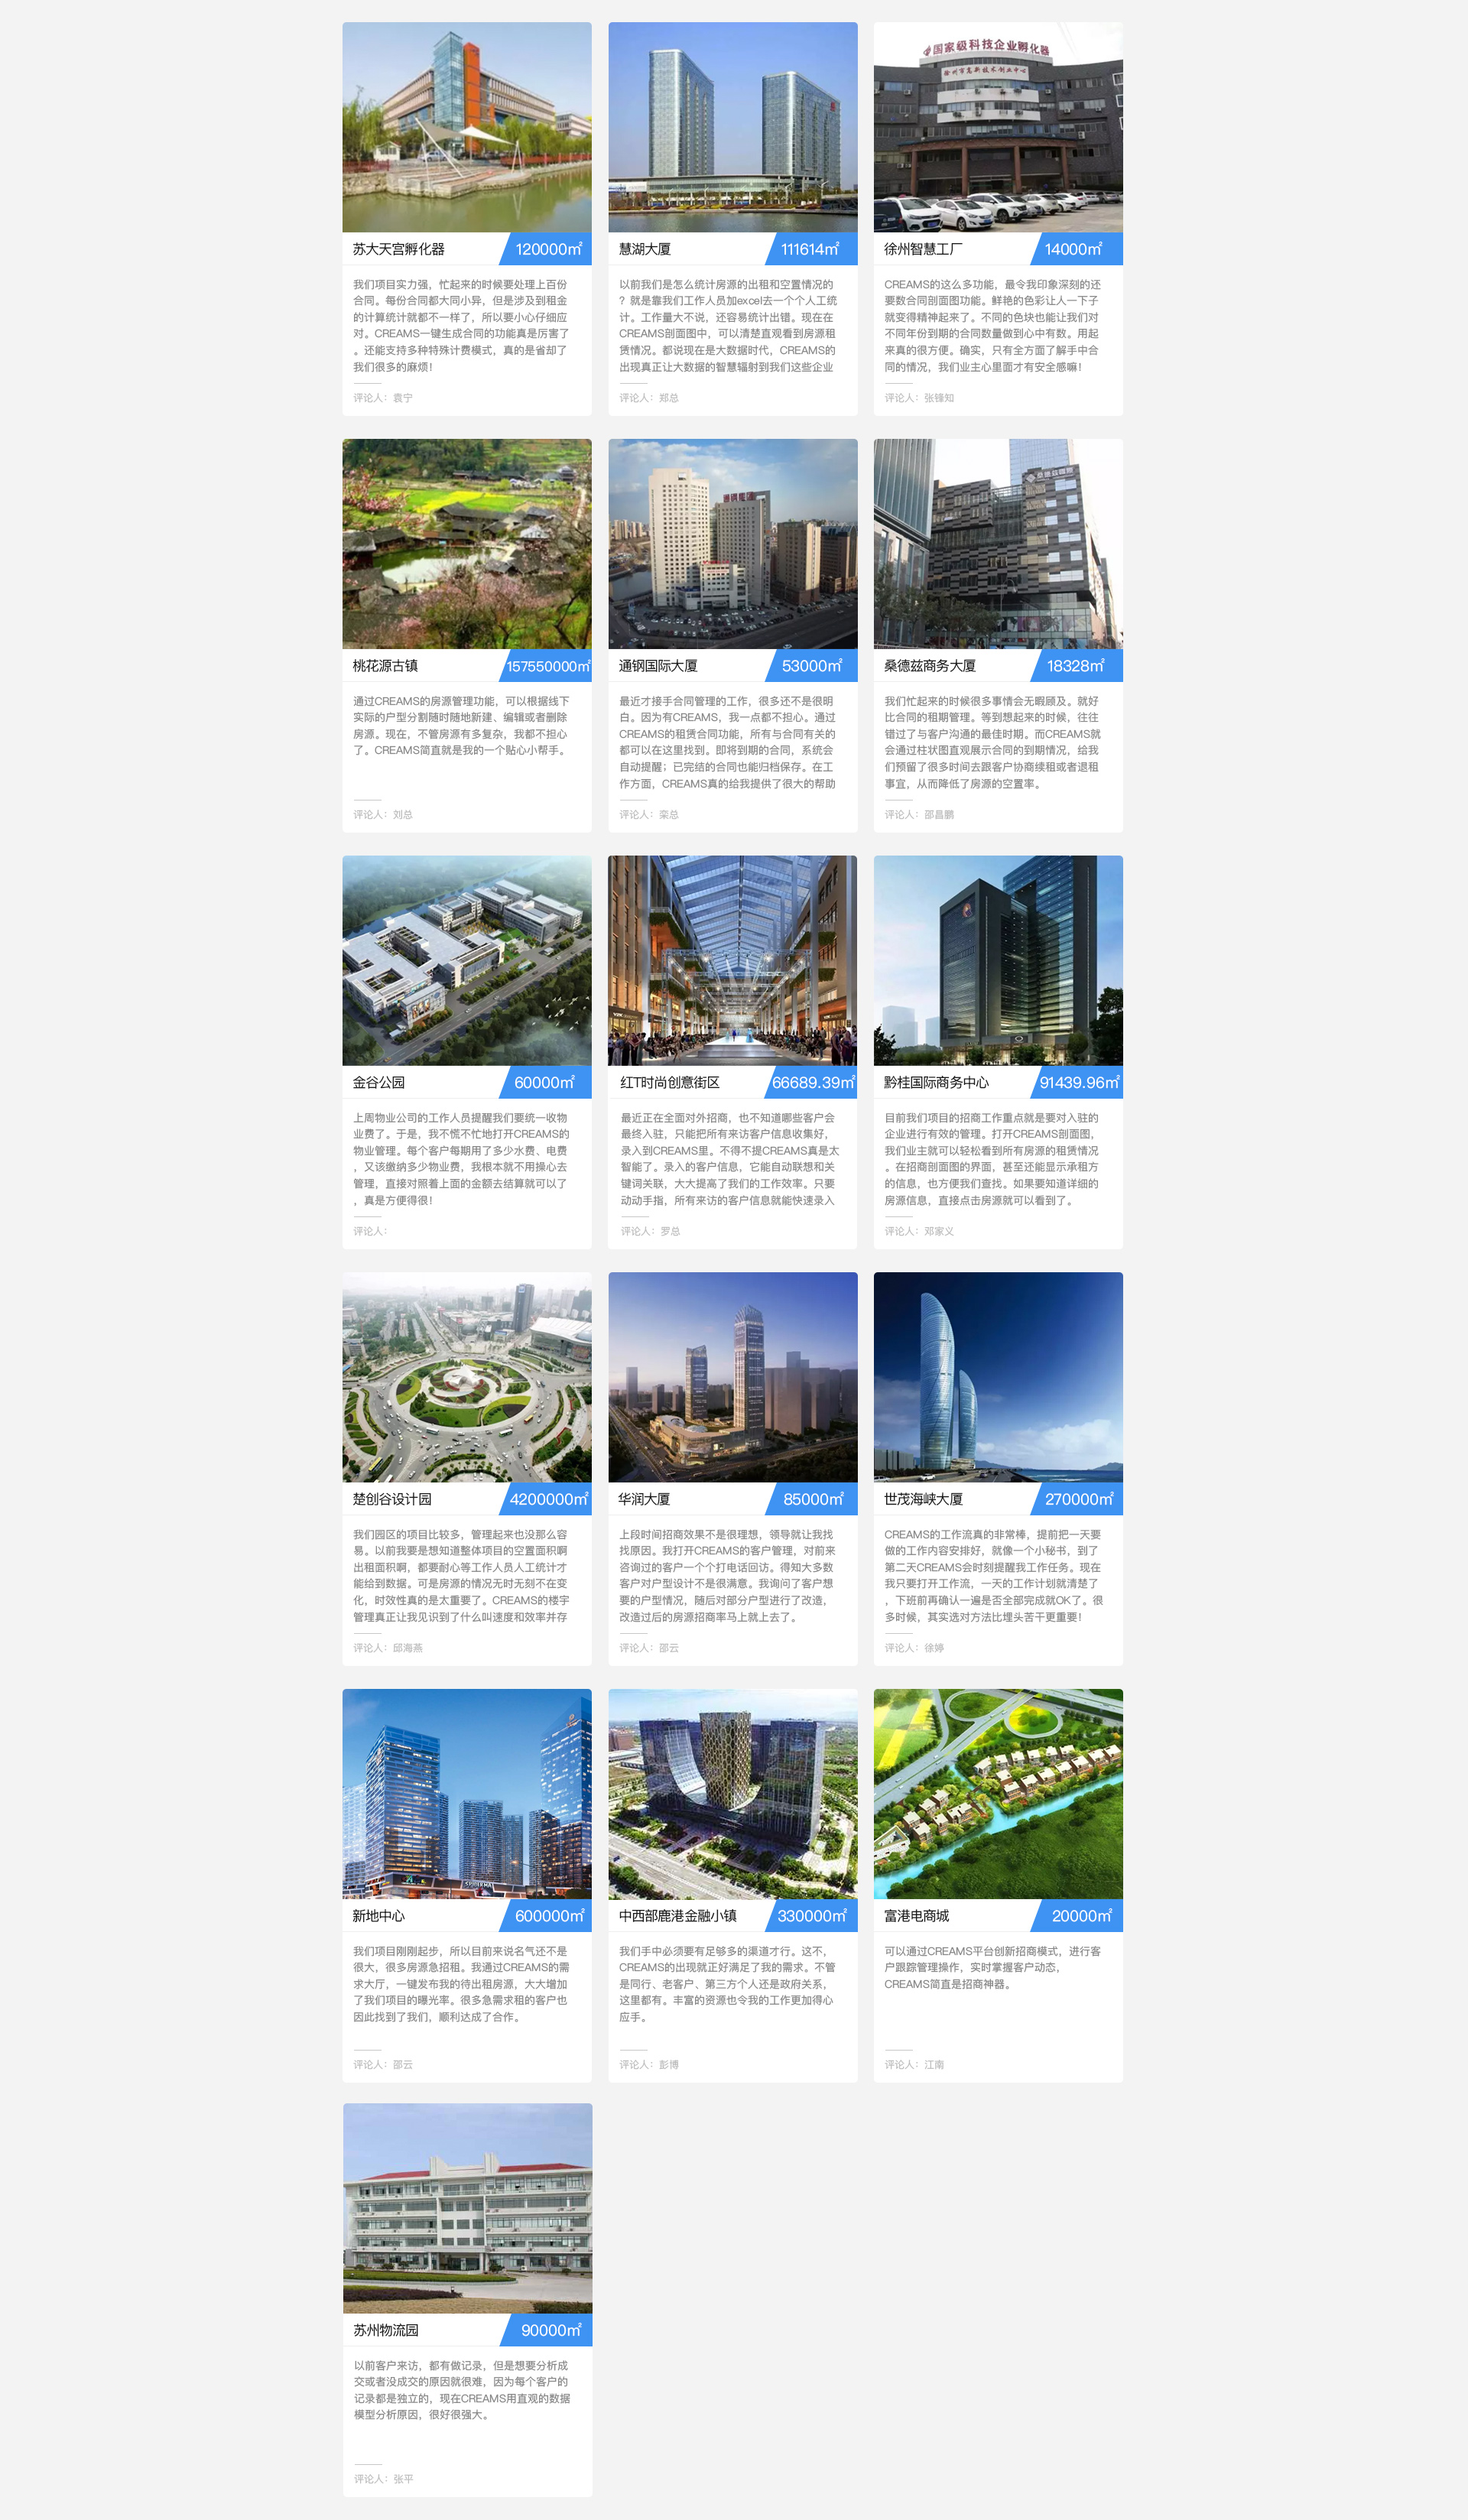 国家级科技企业孵化器
徐州市高新技术创业中心
苏大天宫孵化器
120000㎡
我们项目实力强，忙起来的时候要处理上百份
合同。每份合同都大同小异，但是涉及到租金
的计算统计就都不一样了，所以要小心仔细应
对。CREAMS一键生成合同的功能真是厉害了
。还能支持多种特殊计费模式，真的是省却了
我们很多的麻烦！
评论人：袁宁
慧湖大厦
111614㎡
以前我们是怎么统计房源的出租和空置情况的
？就是靠我们工作人员加excel去一个个人工统
计。工作量大不说，还容易统计出错。现在在
CREAMS剖面图中，可以清楚直观看到房源租
赁情况。都说现在是大数据时代，CREAMS的
出现真正让大数据的智慧辐射到我们这些企业
评论人：郑总
徐州智慧工厂
14000㎡
CREAMS的这么多功能，最令我印象深刻的还
要数合同剖面图功能。鲜艳的色彩让人一下子
就变得精神起来了。不同的色块也能让我们对
不同年份到期的合同数量做到心中有数。用起
来真的很方便。确实，只有全方面了解手中合
同的情况，我们业主心里面才有安全感嘛！
评论人：张锋知
桃花源古镇
157550000㎡
通过CREAMS的房源管理功能，可以根据线下
实际的户型分割随时随地新建、编辑或者删除
房源。现在，不管房源有多复杂，我都不担心
了。CREAMS简直就是我的一个贴心小帮手。
评论人：刘总
通钢国际大厦
53000㎡
最近才接手合同管理的工作，很多还不是很明
白。因为有CREAMS，我一点都不担心。通过
CREAMS的租赁合同功能，所有与合同有关的
都可以在这里找到。即将到期的合同，系统会
自动提醒；已完结的合同也能归档保存。在工
作方面，CREAMS真的给我提供了很大的帮助
评论人：栾总
桑德兹商务大厦
18328㎡
我们忙起来的时候很多事情会无暇顾及。就好
比合同的租期管理。等到想起来的时候，往往
错过了与客户沟通的最佳时期。而CREAMS就
会通过柱状图直观展示合同的到期情况，给我
们预留了很多时间去跟客户协商续租或者退租
事宜，从而降低了房源的空置率。
评论人：邵昌鹏
金谷公园
60000㎡
上周物业公司的工作人员提醒我们要统一收物
业费了。于是，我不慌不忙地打开CREAMS的
物业管理。每个客户每期用了多少水费、电费
，又该缴纳多少物业费，我根本就不用操心去
管理，直接对照着上面的金额去结算就可以了
，真是方便得很！
评论人：
红T时尚创意街区
66689.39㎡
最近正在全面对外招商，也不知道哪些客户会
最终入驻，只能把所有来访客户信息收集好，
录入到CREAMS里。不得不提CREAMS真是太
智能了。录入的客户信息，它能自动联想和关
键词关联，大大提高了我们的工作效率。只要
动动手指，所有来访的客户信息就能快速录入
评论人：罗总
黔桂国际商务中心
91439.96㎡
目前我们项目的招商工作重点就是要对入驻的
企业进行有效的管理。打开CREAMS剖面图，
我们业主就可以轻松看到所有房源的租赁情况
。在招商剖面图的界面，甚至还能显示承租方
的信息，也方便我们查找。如果要知道详细的
房源信息，直接点击房源就可以看到了。
评论人：邓家义
楚创谷设计园
4200000㎡
我们园区的项目比较多，管理起来也没那么容
易。以前我要是想知道整体项目的空置面积啊
出租面积啊，都要耐心等工作人员人工统计才
能给到数据。可是房源的情况无时无刻不在变
化，时效性真的是太重要了。CREAMS的楼宇
管理真正让我见识到了什么叫速度和效率并存
评论人：邱海燕
华润大厦
85000㎡
上段时间招商效果不是很理想，领导就让我找
找原因。我打开CREAMS的客户管理，对前来
咨询过的客户一个个打电话回访。得知大多数
客户对户型设计不是很满意。我询问了客户想
要的户型情况，随后对部分户型进行了改造，
改造过后的房源招商率马上就上去了。
评论人：邵云
世茂海峡大厦
270000㎡
CREAMS的工作流真的非常棒，提前把一天要
做的工作内容安排好，就像一个小秘书，到了
第二天CREAMS会时刻提醒我工作任务。现在
我只要打开工作流，一天的工作计划就清楚了
，下班前再确认一遍是否全部完成就OK了。很
多时候，其实选对方法比埋头苦干更重要！
评论人：徐婷
新地中心
600000㎡
我们项目刚刚起步，所以目前来说名气还不是
很大，很多房源急招租。我通过CREAMS的需
求大厅，一键发布我的待出租房源，大大增加
了我们项目的曝光率。很多急需求租的客户也
因此找到了我们，顺利达成了合作。
评论人：邵云
中西部鹿港金融小镇
330000㎡
我们手中必须要有足够多的渠道才行。这不，
CREAMS的出现就正好满足了我的需求。不管
是同行、老客户、第三方个人还是政府关系，
这里都有。丰富的资源也令我的工作更加得心
应手。
评论人：彭博
富港电商城
20000㎡
可以通过CREAMS平台创新招商模式，进行客
户跟踪管理操作，实时掌握客户动态，
CREAMS简直是招商神器。
评论人：江南
苏州物流园
90000㎡
以前客户来访，都有做记录，但是想要分析成
交或者没成交的原因就很难，因为每个客户的
记录都是独立的，现在CREAMS用直观的数据
模型分析原因，很好很强大。
评论人：张平